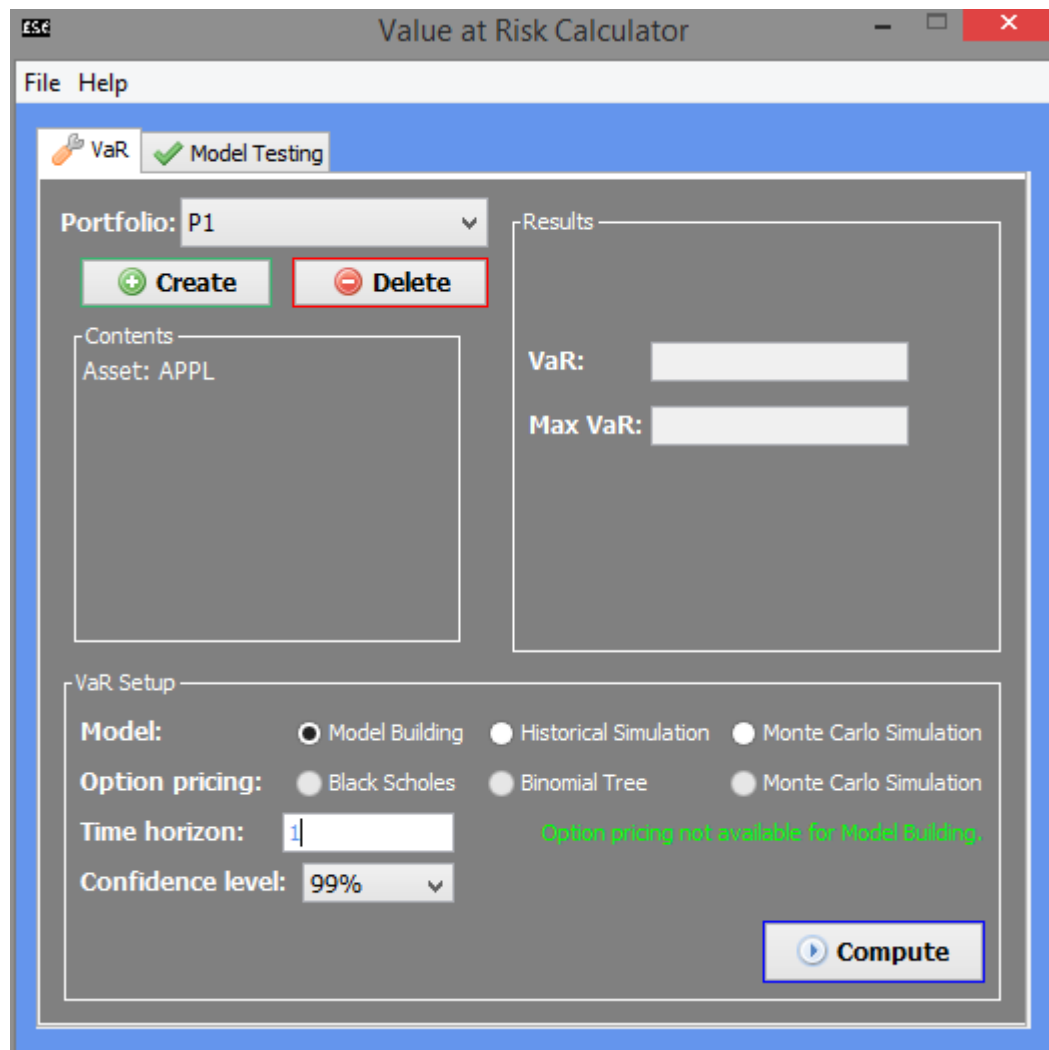 ESG
Value at Risk Calculator
File Help
VaR
Model Testing
Portfolio: P1
Create
Delete
Contents
Asset: APPL
Results
VaR:
Max VaR:
VaR Setup
Model: Model Building Historical Simulation Monte Carlo Simulation
Option pricing: Black Scholes Binomial Tree Monte Carlo Simulation
Time horizon: 1
Option pricing not available for Model Building.
Confidence level: 99%
Compute